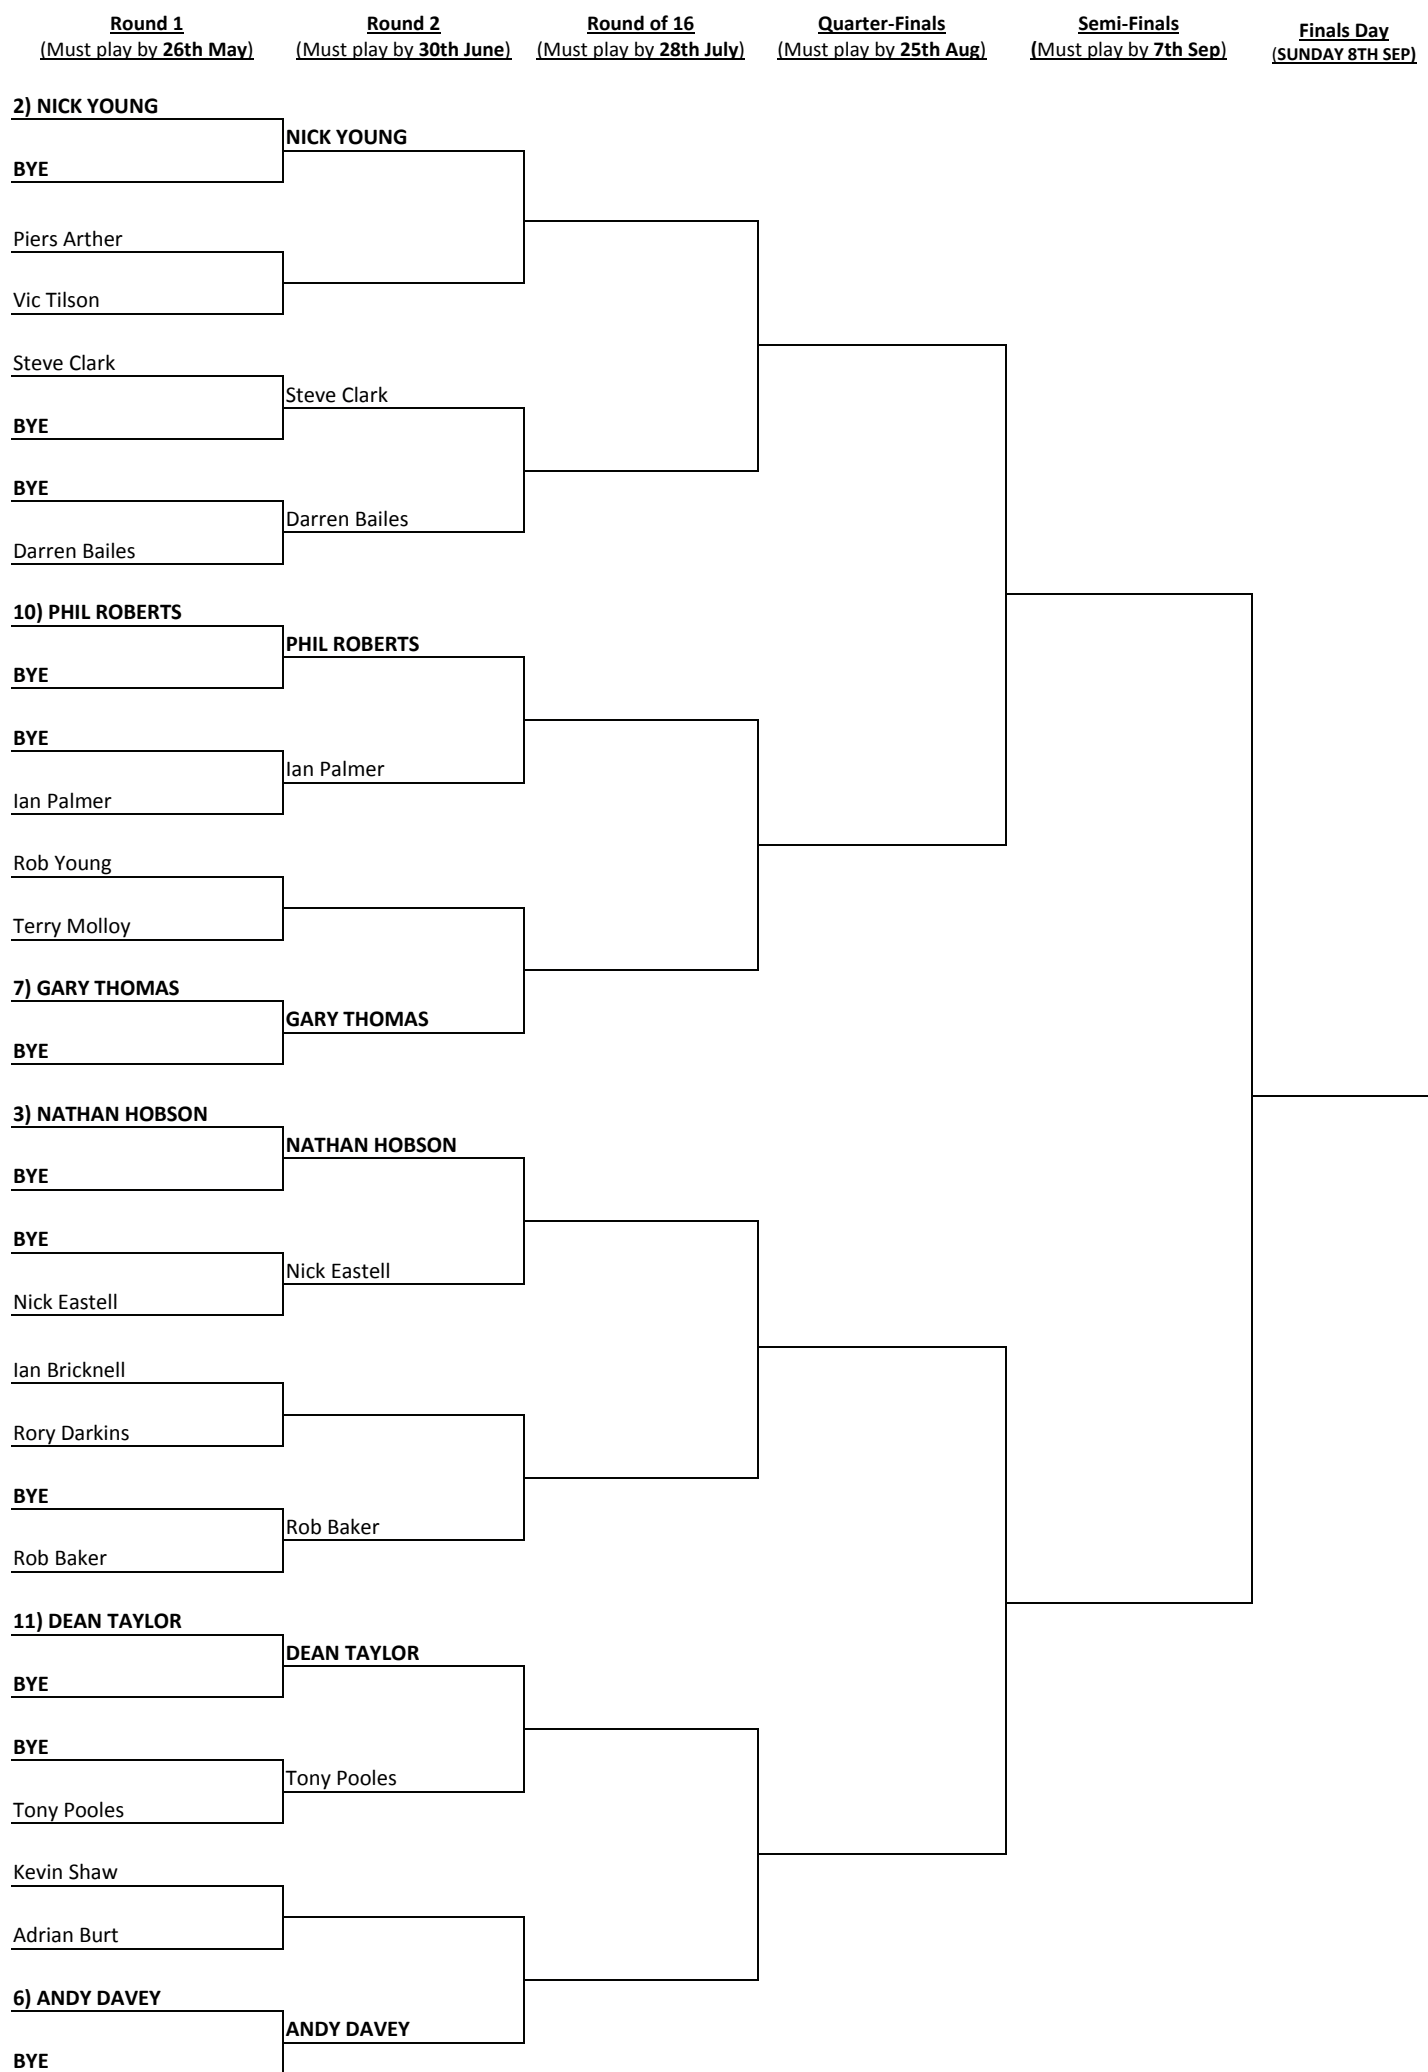 Round 1
(Must play by 26th May)
Round 2
(Must play by 30th June)
Round of 16
(Must play by 28th July)
Quarter-Finals
(Must play by 25th Aug)
Semi-Finals
(Must play by 7th Sep)
Finals Day
(SUNDAY 8TH SEP)
2) NICK YOUNG
NICK YOUNG
BYE
Piers Arther
Vic Tilson
Steve Clark
Steve Clark
BYE
BYE
Darren Bailes
Darren Bailes
10) PHIL ROBERTS
PHIL ROBERTS
BYE
BYE
Ian Palmer
Ian Palmer
Rob Young
Terry Molloy
7) GARY THOMAS
GARY THOMAS
BYE
3) NATHAN HOBSON
NATHAN HOBSON
BYE
BYE
Nick Eastell
Nick Eastell
Ian Bricknell
Rory Darkins
BYE
Rob Baker
Rob Baker
11) DEAN TAYLOR
DEAN TAYLOR
BYE
BYE
Tony Pooles
Tony Pooles
Kevin Shaw
Adrian Burt
6) ANDY DAVEY
ANDY DAVEY
BYE